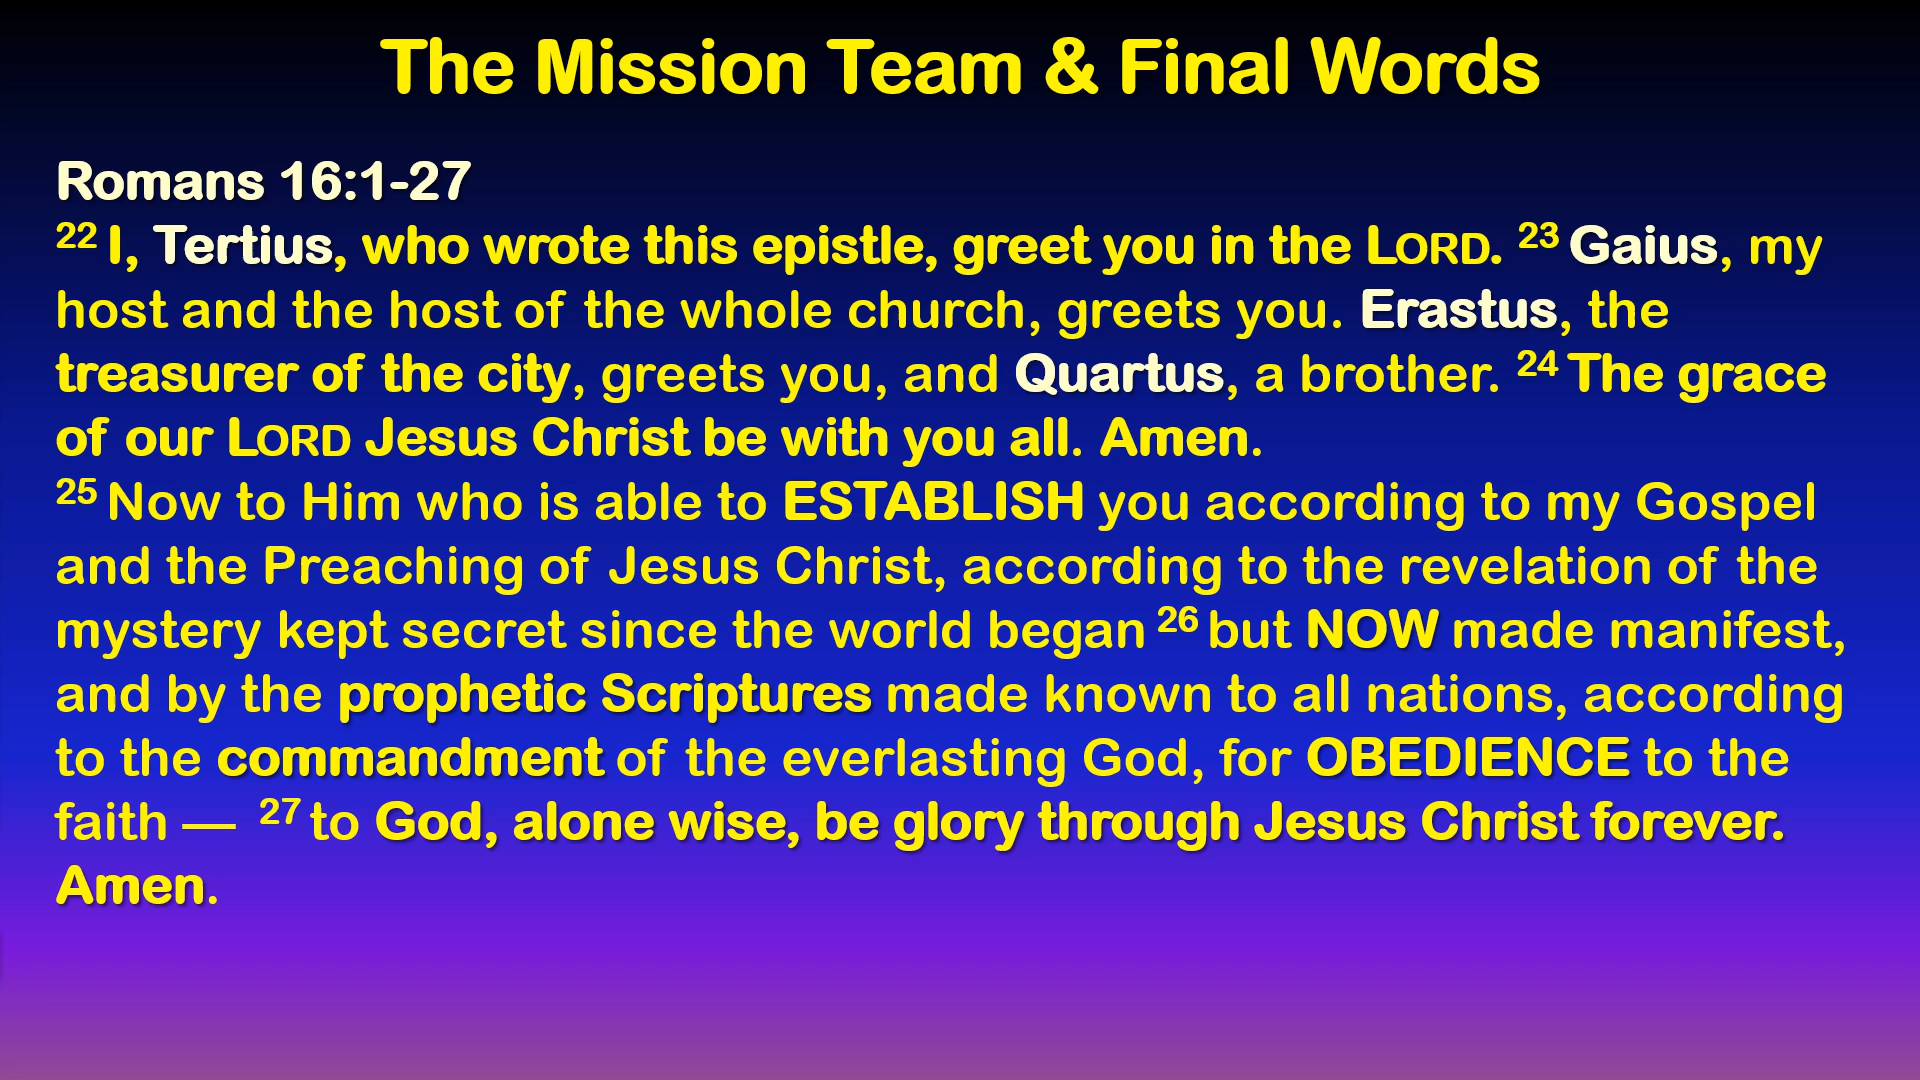 The Mission Team & Final Words
Romans 16:1-27
22 I, Tertius, who wrote this epistle, greet you in the LORD. 23 Gaius, my
host and the host of the whole church, greets you. Erastus, the
treasurer of the city, greets you, and Quartus, a brother. 24 The grace
of our LORD Jesus Christ be with you all. Amen.
25 Now to Him who is able to ESTABLISH you according to my Gospel
and the Preaching of Jesus Christ, according to the revelation of the
mystery kept secret since the world began 26 but NOW made manifest,
and by the prophetic Scriptures made known to all nations, according
to the commandment of the everlasting God, for OBEDIENCE to the
faith — 27 to God, alone wise, be glory through Jesus Christ forever.
Amen.